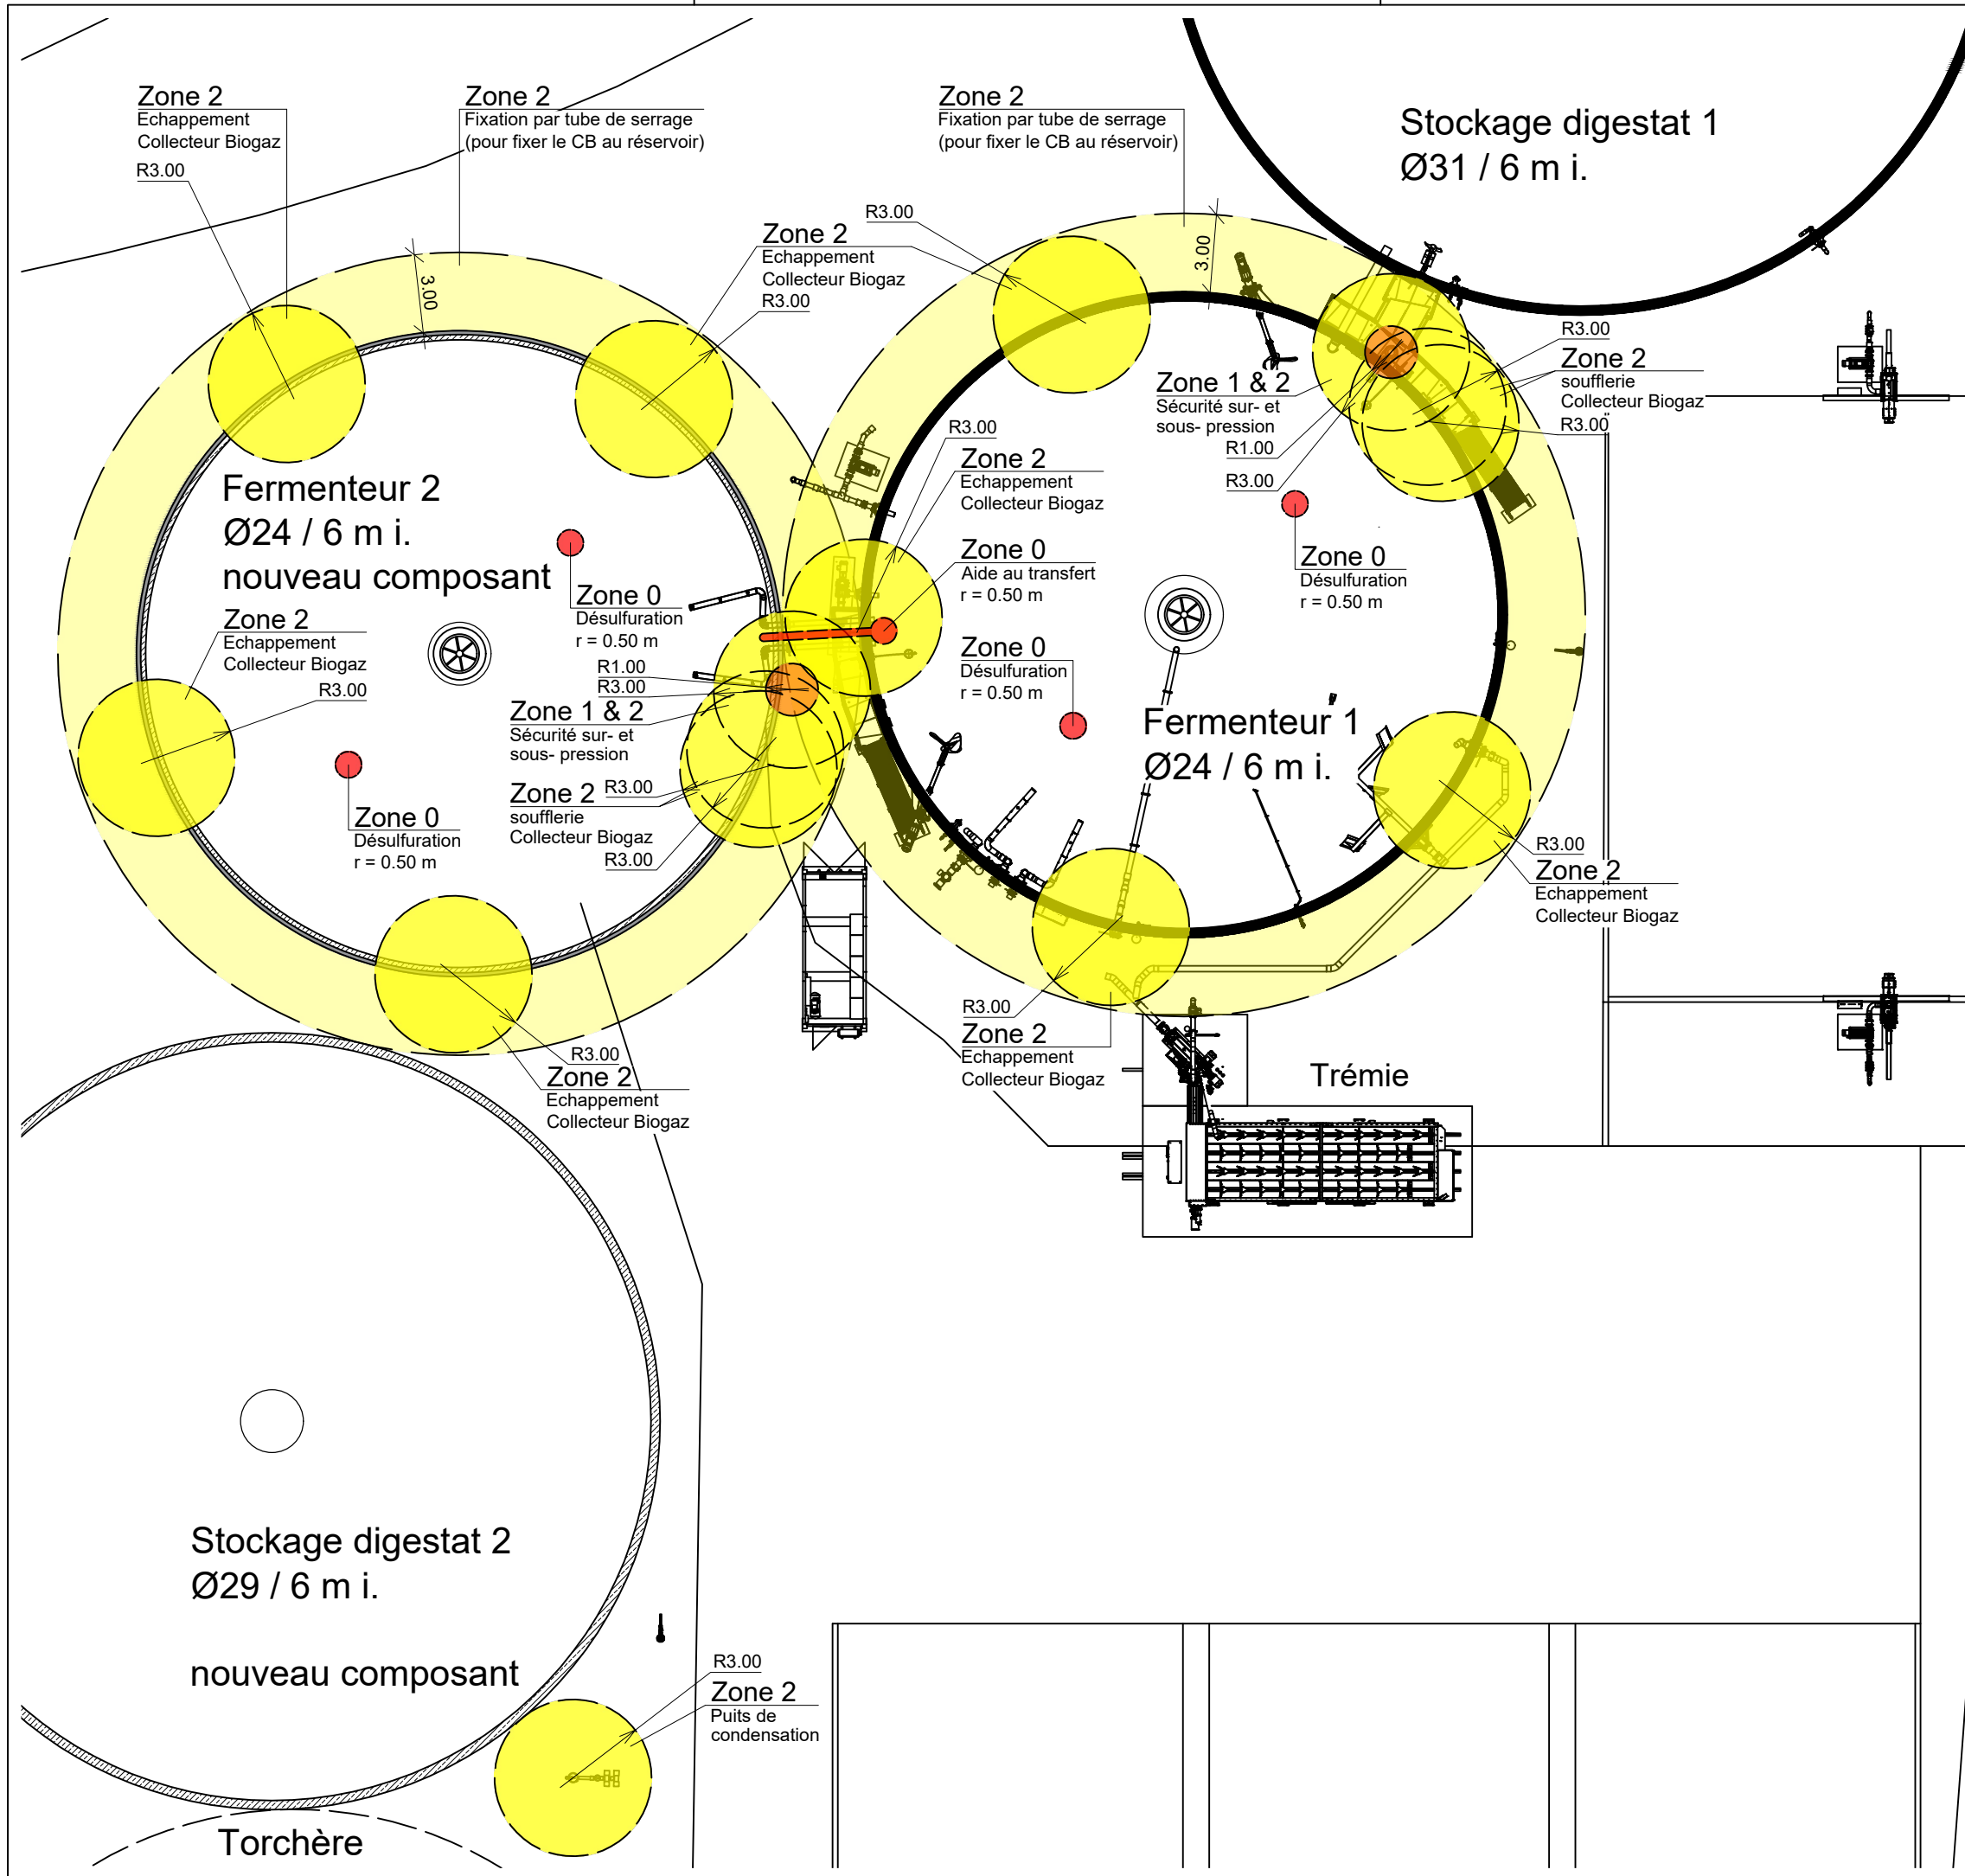 Zone 2
Echappement
Collecteur Biogaz
R3.00
Zone 2
Fixation par tube de serrage
(pour fixer le CB au réservoir)
Zone 2
Fixation par tube de serrage
(pour fixer le CB au réservoir)
Stockage digestat 1
Ø31 / 6 m i.
R3.00
Zone 2
Echappement
Collecteur Biogaz
R3.00
3.00
3.00
R3.00
Zone 2
soufflerie
Collecteur Biogaz
R3.00
Zone 1 & 2
Sécurité sur- et
sous- pression
R1.00
R3.00
R3.00
Zone 2
Echappement
Collecteur Biogaz
Fermenteur 2
Ø24 / 6 m i.
nouveau composant
Zone 0
Aide au transfert
r = 0.50 m
Zone 0
Désulfuration
r = 0.50 m
Zone 0
Désulfuration
r = 0.50 m
Zone 2
Echappement
Collecteur Biogaz
R3.00
Zone 0
Désulfuration
r = 0.50 m
R1.00
R3.00
Zone 1 & 2
Sécurité sur- et
sous- pression
Fermenteur 1
Ø24 / 6 m i.
R3.00
Zone 2
soufflerie
Collecteur Biogaz
R3.00
Zone 0
Désulfuration
r = 0.50 m
R3.00
Zone 2
Echappement
Collecteur Biogaz
R3.00
Zone 2
Echappement
Collecteur Biogaz
R3.00
Zone 2
Echappement
Collecteur Biogaz
Trémie
Stockage digestat 2
Ø29 / 6 m i.
nouveau composant
R3.00
Zone 2
Puits de
condensation
Torchère